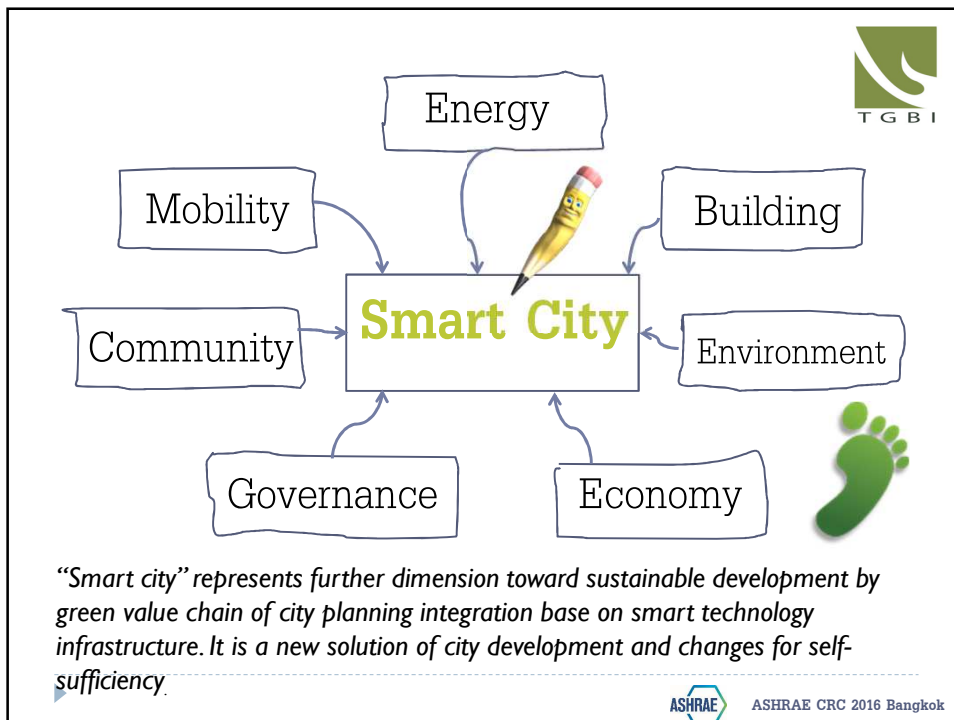 TGBI
Energy
Mobility
Building
Smart City
Community
Environment
Governance
Economy
“Smart city” represents further dimension toward sustainable development by
green value chain of city planning integration base on smart technology
infrastructure. It is a new solution of city development and changes for self-
sufficiency.
ASHRAE
ASHRAE CRC 2016 Bangkok